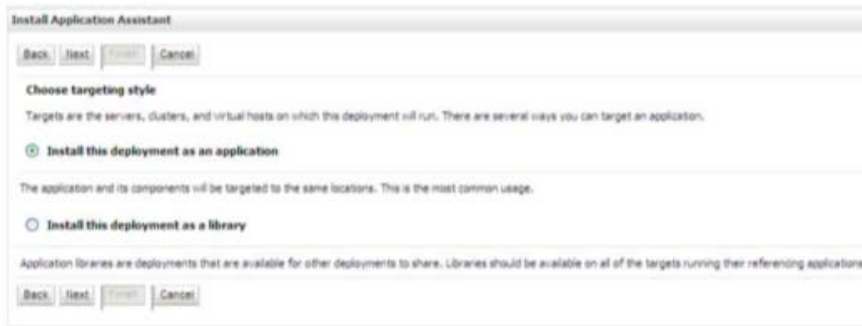 Install Application Assistant
Back Next Finish Cancel
Choose targeting style
Targets are the servers, clusters, and virtual hosts on which this deployment will run. There are several ways you can target an application.
Install this deployment as an application
The application and its components will be targeted to the same locations. This is the most common usage.
Install this deployment as a library
Application libraries are deployments that are available for other deployments to share. Libraries should be available on all of the targets running their referencing applications
Back Next Finish Cancel